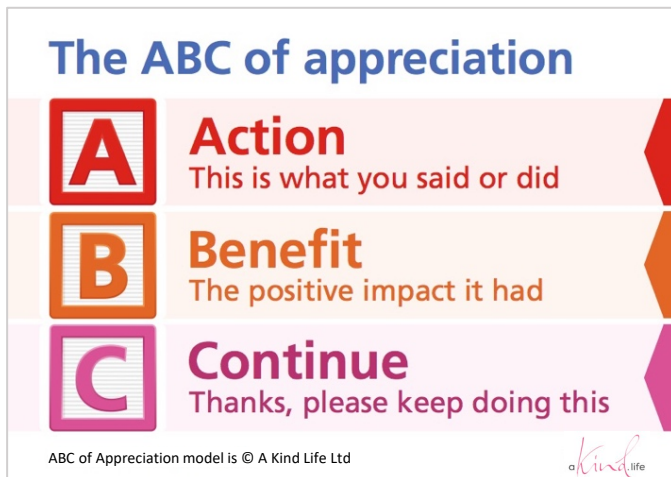 The ABC of appreciation
A
Action
This is what you said or did
B
Benefit
The positive impact it had
C
Continue
Thanks, please keep doing this
ABC of Appreciation model is © A Kind Life Ltd
a Kind.life